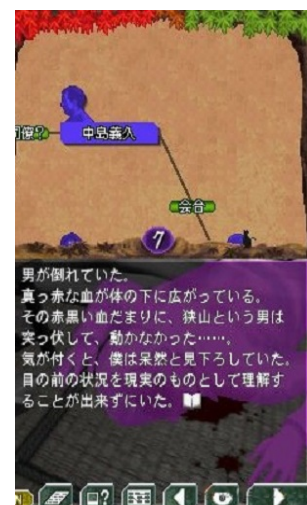 同僚?
中島義久
会合
7
男が倒れていた。
真っ赤な血が体の下に広がっている。
その赤黒い血だまりに、狭山という男は
突っ伏して、動かなかった……。
気が付くと、僕は呆然と見下ろしていた。
目の前の状況を現実のものとして理解す
ることが出来ずにいた。
?